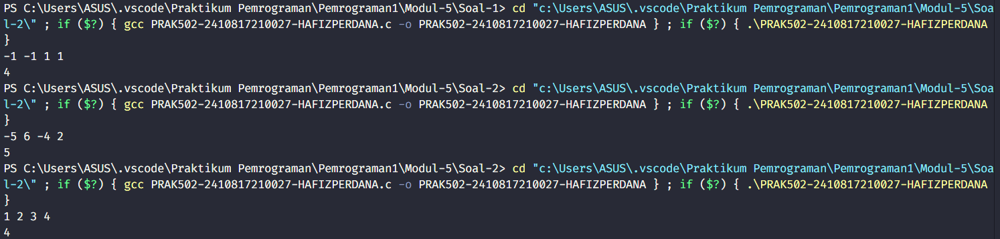 PS C:\Users\ASUS\.vscode\Praktikum Pemrograman\Pemrograman1\Modul-5\Soal-1> cd "c:\Users\ASUS\.vscode\Praktikum Pemrograman\Pemrograman1\Modul-5\Soa
l-2\" ; if ($?) { gcc PRAK502-2410817210027-HAFIZPERDANA.c -o PRAK502-2410817210027-HAFIZPERDANA } ; if ($?) { .\PRAK502-2410817210027-HAFIZPERDANA
}
-1 -1 1 1
4
PS C:\Users\ASUS\.vscode\Praktikum Pemrograman\Pemrograman1\Modul-5\Soal-2> cd "c:\Users\ASUS\.vscode\Praktikum Pemrograman\Pemrograman1\Modul-5\Soa
l-2\" ; if ($?) { gcc PRAK502-2410817210027-HAFIZPERDANA.c -o PRAK502-2410817210027-HAFIZPERDANA } ; if ($?) { .\PRAK502-2410817210027-HAFIZPERDANA
}
-5 6 -4 2
5
PS C:\Users\ASUS\.vscode\Praktikum Pemrograman\Pemrograman1\Modul-5\Soal-2> cd "c:\Users\ASUS\.vscode\Praktikum Pemrograman\Pemrograman1\Modul-5\Soa
l-2\" ; if ($?) { gcc PRAK502-2410817210027-HAFIZPERDANA.c -o PRAK502-2410817210027-HAFIZPERDANA } ; if ($?) { .\PRAK502-2410817210027-HAFIZPERDANA
}
1 2 3 4
4